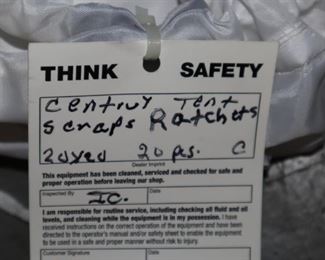 THINK SAFETY
Century Tent
Scraps Ratchets
20 ps. C
Dealer Imprint
This equipment has been cleaned, serviced and checked for safe and
proper operation before leaving our shop.
Inspected By Date
JC.
I am responsible for routine service, including checking all fluid and oil
levels, and cleaning while the equipment is in my possession. I have
received instructions on the correct operation of the equipment and have been
directed to the operator's manual and/or safety sheet to enable the equipment
to be used in a safe and proper manner without risk to injury.
Customer Signature Date